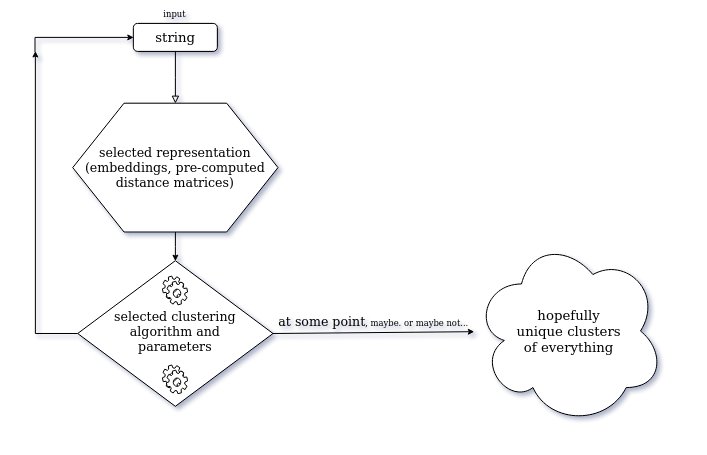 input
string
selected representation
(embeddings, pre-computed
distance matrices)
selected clustering
algorithm and
parameters
at some point, maybe. or maybe not...
hopefully
unique clusters
of everything